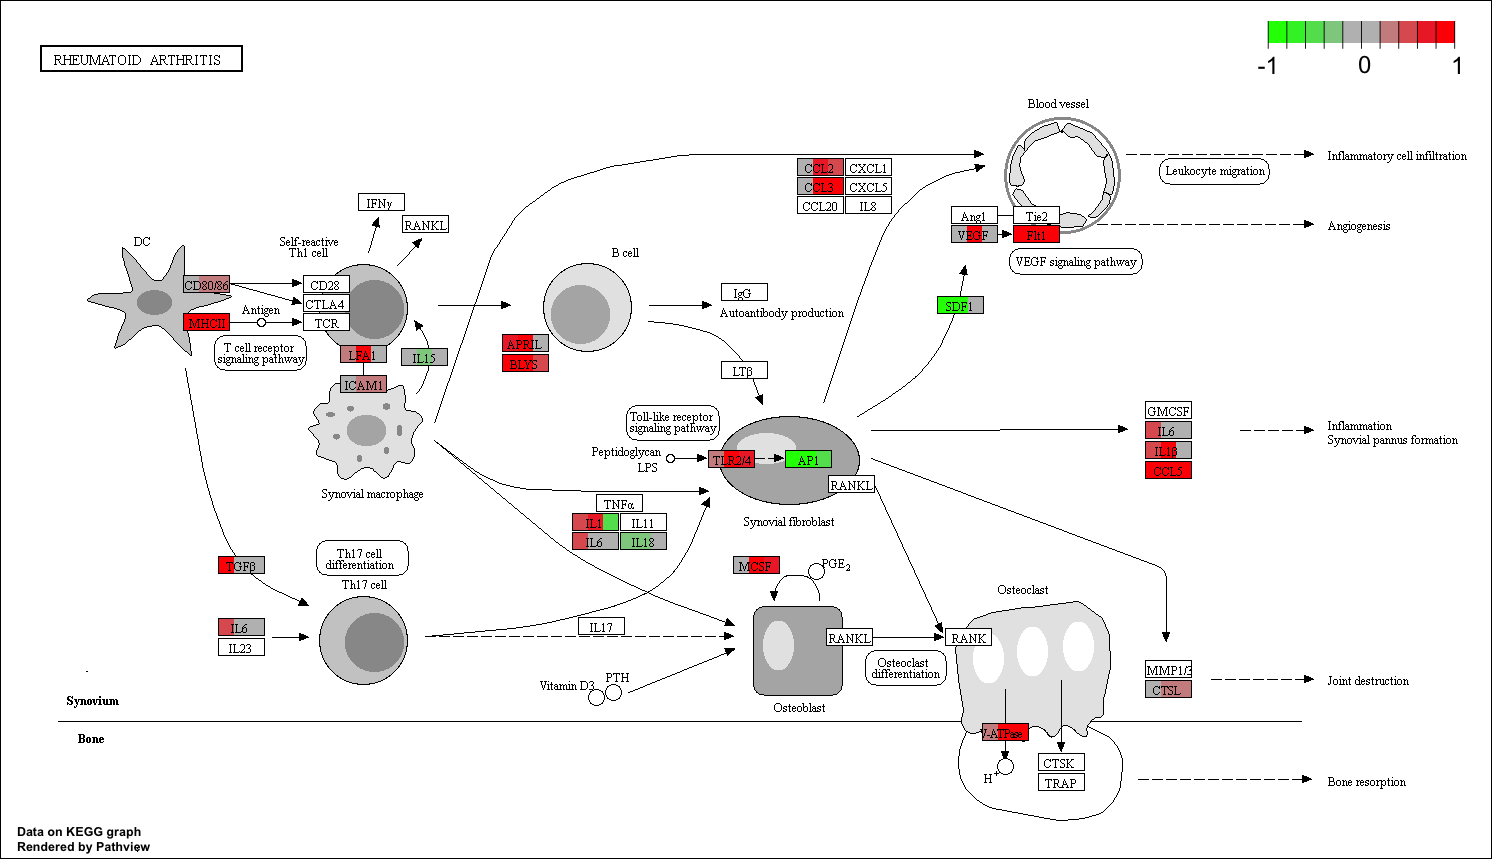 RHEUMATOID ARTHRITIS
-1 0 1
Blood vessel
Inflammatory cell infiltration
Leukocyte migration
CCL2 CXCL1
CCL3 CXCL5
CCL20 IL8
IFNγ
RANKL
Ang1 Tie2
VEGF Flt1
Angiogenesis
VEGF signaling pathway
DC
Self-reactive
Th1 cell
B cell
CD80/86
CD28
CTLA4
Antigen
MHCII
TCR
T cell receptor
signaling pathway
LFA1
IL15
ICAM1
IgG
Autoantibody production
SDF1
APRIL
BLYS
LTβ
Toll-like receptor
signaling pathway
Peptidoglycan
LPS
TLR2/4
AP1
RANKL
Synovial fibroblast
GMCSF
IL6
IL1β
CCL5
Inflammation
Synovial pannus formation
Synovial macrophage
TNFα
IL1 IL11
IL6 IL18
TGFβ
Th17 cell
differentiation
Th17 cell
IL6
IL23
MCSF
PGE2
IL17
Vitamin D3
PTH
RANKL
Osteoblast
Osteoclast
RANK
Osteoclast
differentiation
MMP1/3
CTSL
Joint destruction
Synovium
Bone
V-ATPase
H+
CTSK
TRAP
Bone resorption
Data on KEGG graph
Rendered by Pathview